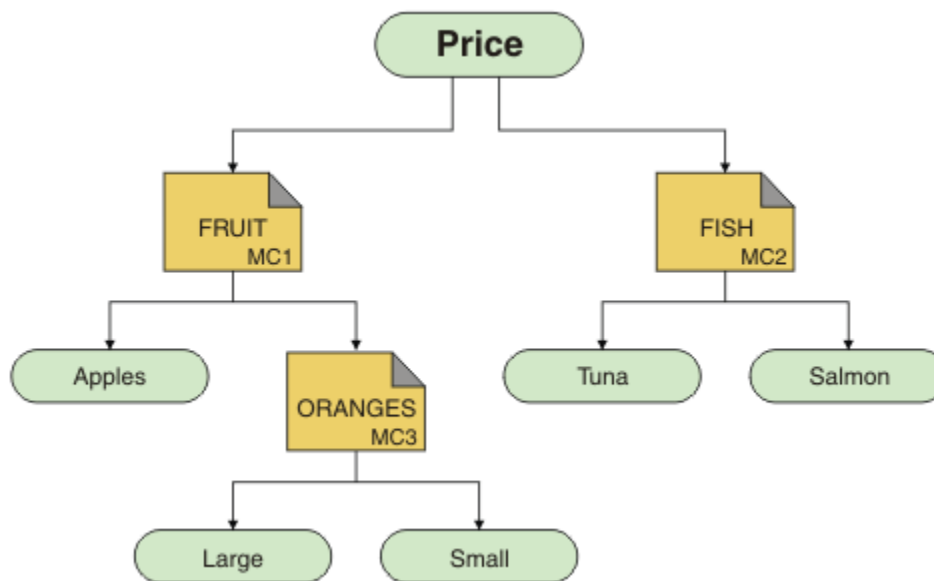 Price
FRUIT
MC1
FISH
MC2
Apples
ORANGES
MC3
Tuna
Salmon
Large
Small